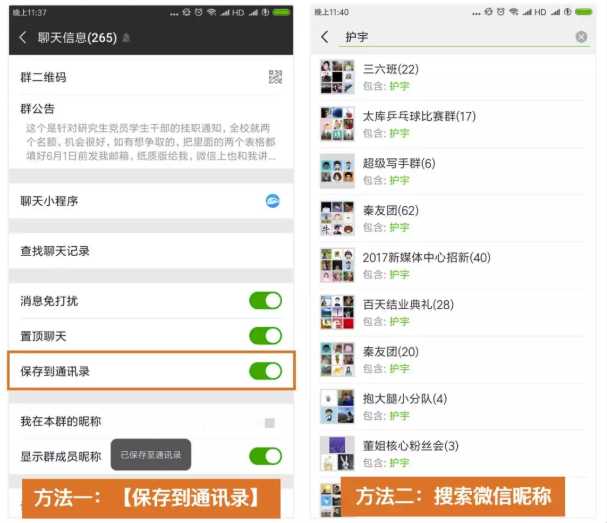 晚上11:37
... HD
聊天信息(265)
群二维码
群公告
这个是针对研究生党员学生干部的挂职通知，全校就两
个名额，机会很好，如有想争取的，把里面的两个表格都
填好6月1日前发我邮箱，纸质版给我，微信上也和我讲...
聊天小程序
查找聊天记录
消息免打扰
置顶聊天
保存到通讯录
我在本群的昵称
显示群成员昵称
已保存至通讯录
方法一：【保存到通讯录】
晚上11:40
... HD
护宇
三六班(22)
包含: 护宇
太库乒乓球比赛群(17)
包含: 护宇
超级写手群(6)
包含: 护宇
秦友团(62)
包含: 护宇
2017新媒体中心招新(40)
包含: 护宇
百天结业典礼(28)
包含: 护宇
秦友团(20)
包含: 护宇
抱大腿小分队(4)
包含: 护宇
董姐核心粉丝会(3)
包含: 护宇
方法二：搜索微信昵称